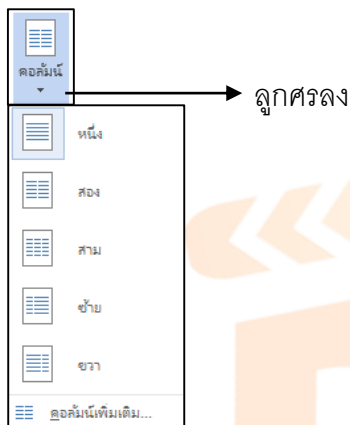 คอลัมน์
ลูกศรลง
หนึ่ง
สอง
สาม
ซ้าย
ขวา
คอลัมน์เพิ่มเติม...